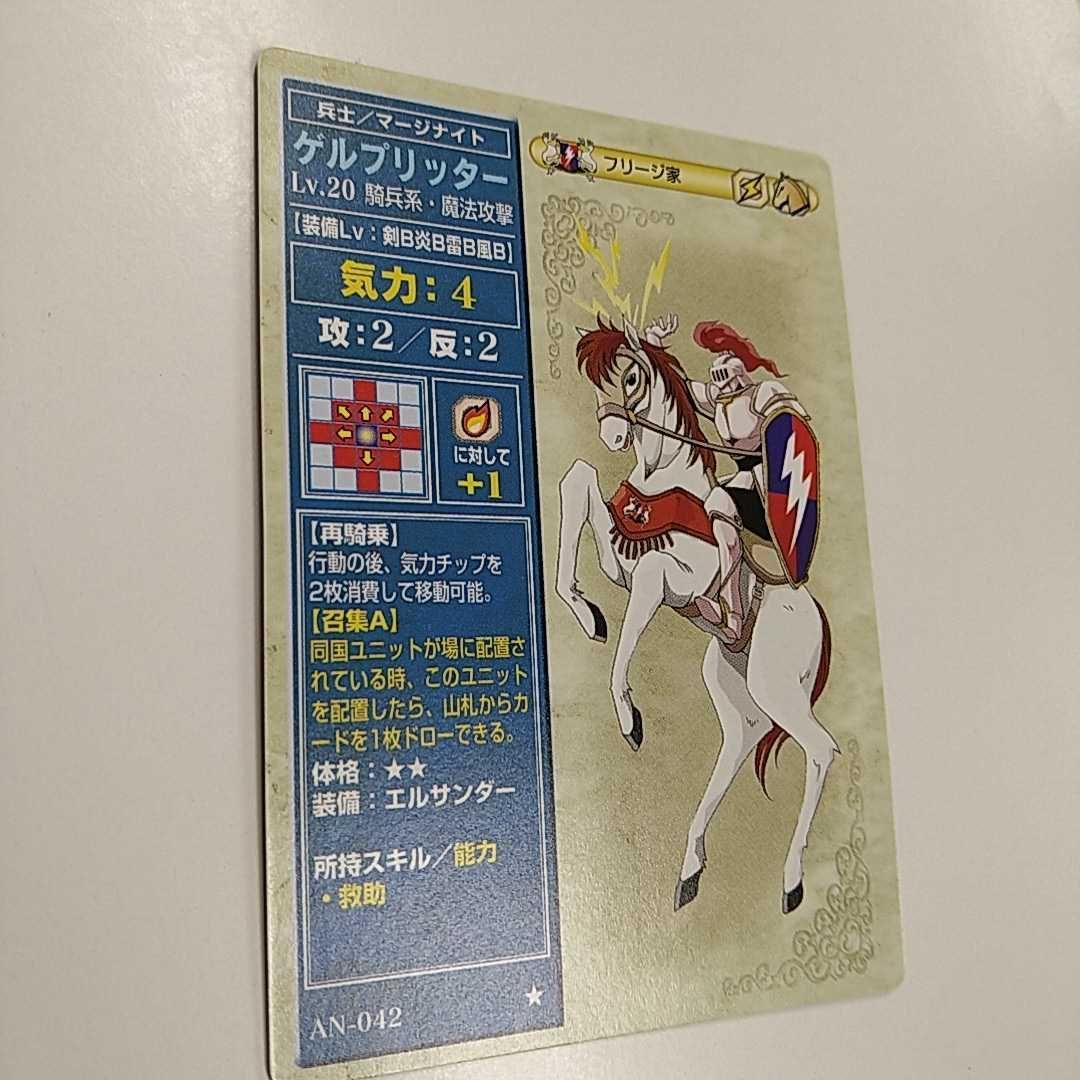 兵士／マージナイト
ゲルプリッター
Lv.20 騎兵系・魔法攻撃
【装備Lv：剣B炎B雷B風B】
気力：4
攻：2／反：2
に対して
+1
【再騎乗】
行動の後、気力チップを
2枚消費して移動可能。
【召集A】
同国ユニットが場に配置さ
れている時、このユニット
を配置したら、山札からカ
ードを1枚ドローできる。
体格：★★
装備：エルサンダー
所持スキル／能力
・救助
★
AN-042
フリージ家